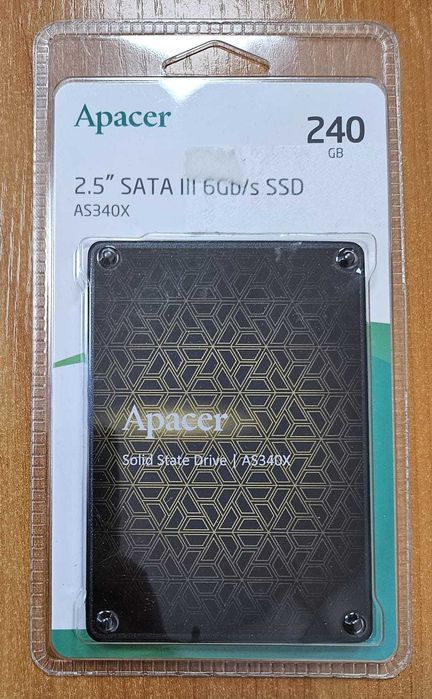 Apacer
240
GB
2.5” SATA III 6Gb/s SSD
AS340X
Apacer
Solid State Drive | AS340X